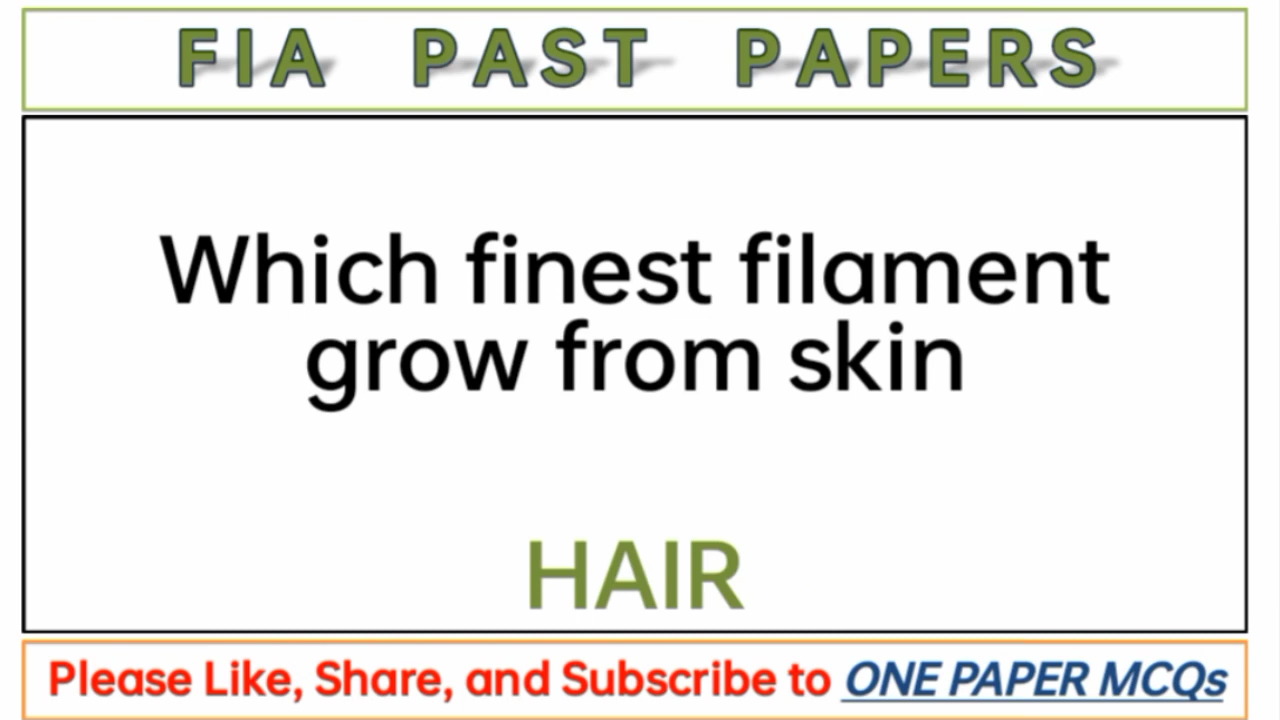 FIA PAST PAPERS
Which finest filament
grow from skin
HAIR
Please Like, Share, and Subscribe to ONE PAPER MCQs